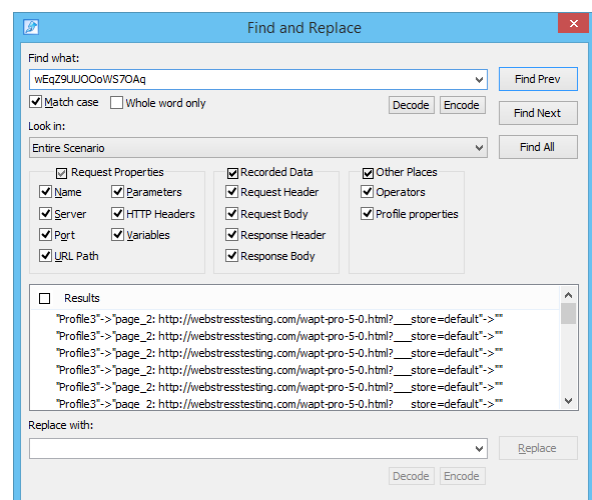 Find and Replace
Find what:
wEqZ9UUOOoWS7OAq
Find Prev
Match case Whole word only Decode Encode
Find Next
Look in:
Entire Scenario
Find All
Request Properties Recorded Data Other Places
Name Parameters Request Header Operators
Server HTTP Headers Request Body Profile properties
Port Variables Response Header
URL Path Response Body
Results
"Profile3"->"page_2: http://webstresstesting.com/wapt-pro-5-0.html?___store=default"->""
"Profile3"->"page_2: http://webstresstesting.com/wapt-pro-5-0.html?___store=default"->""
"Profile3"->"page_2: http://webstresstesting.com/wapt-pro-5-0.html?___store=default"->""
"Profile3"->"page_2: http://webstresstesting.com/wapt-pro-5-0.html?___store=default"->""
"Profile3"->"page_2: http://webstresstesting.com/wapt-pro-5-0.html?___store=default"->""
"Profile3"->"page_2: http://webstresstesting.com/wapt-pro-5-0.html?___store=default"->""
Replace with:
Replace
Decode Encode